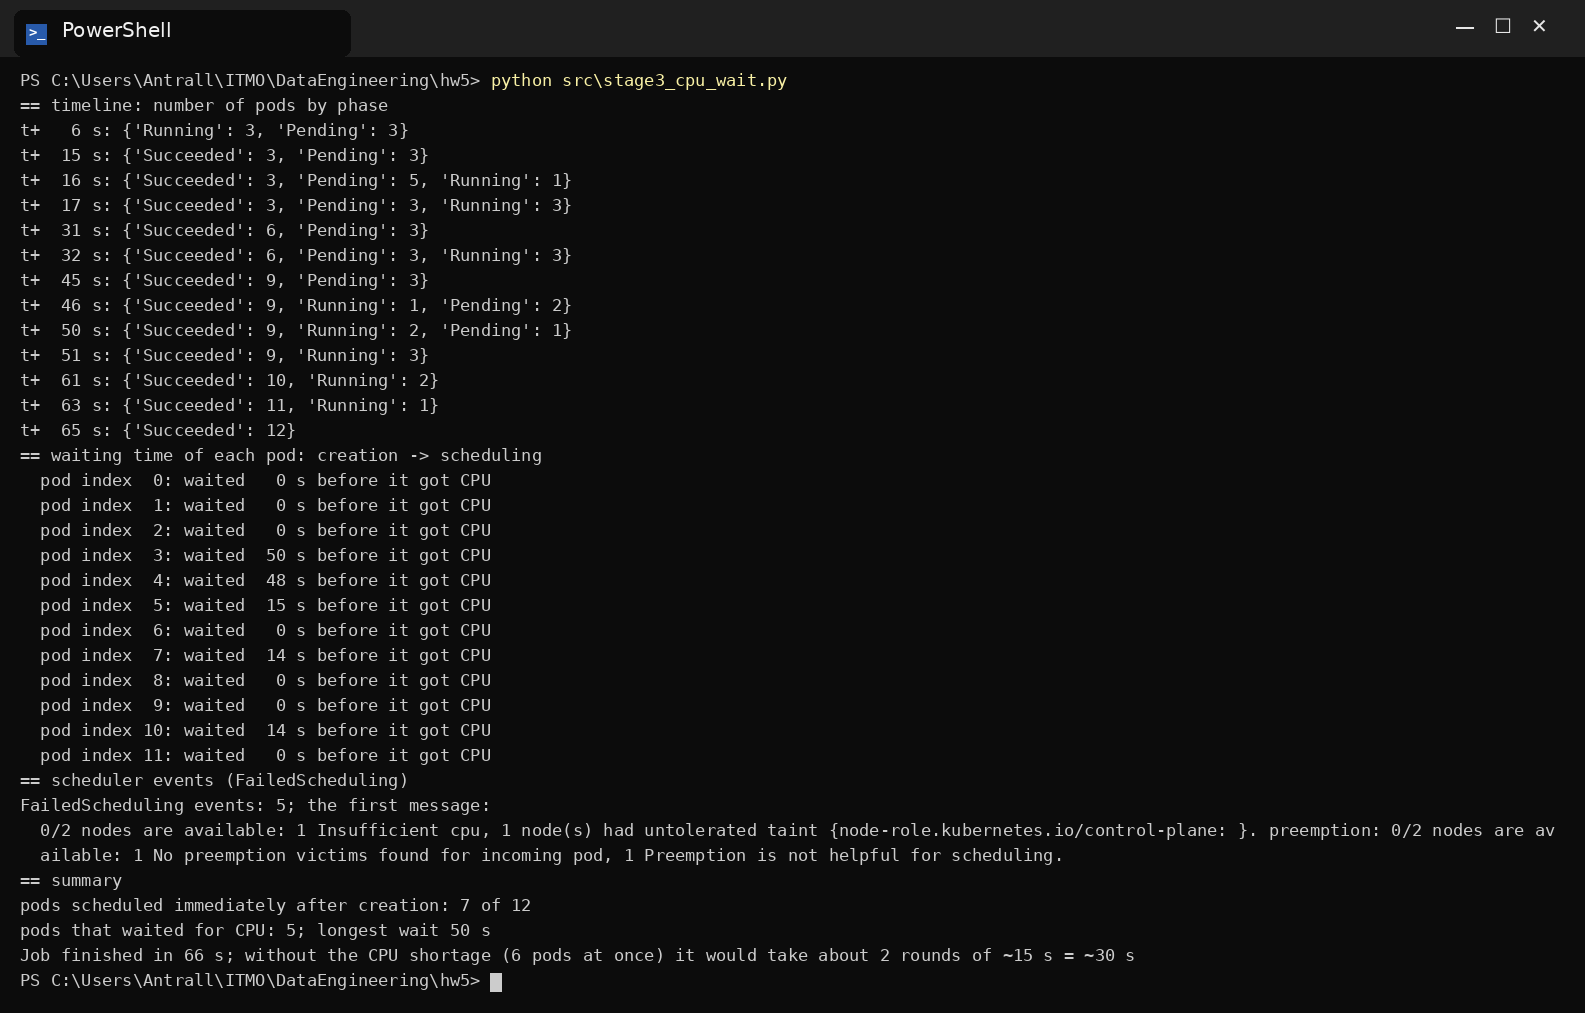 PowerShell
PS C:\Users\Antrall\ITMO\DataEngineering\hw5> python src\stage3_cpu_wait.py
== timeline: number of pods by phase
t+   6 s: {'Running': 3, 'Pending': 3}
t+  15 s: {'Succeeded': 3, 'Pending': 3}
t+  16 s: {'Succeeded': 3, 'Pending': 5, 'Running': 1}
t+  17 s: {'Succeeded': 3, 'Pending': 3, 'Running': 3}
t+  31 s: {'Succeeded': 6, 'Pending': 3}
t+  32 s: {'Succeeded': 6, 'Pending': 3, 'Running': 3}
t+  45 s: {'Succeeded': 9, 'Pending': 3}
t+  46 s: {'Succeeded': 9, 'Running': 1, 'Pending': 2}
t+  50 s: {'Succeeded': 9, 'Running': 2, 'Pending': 1}
t+  51 s: {'Succeeded': 9, 'Running': 3}
t+  61 s: {'Succeeded': 10, 'Running': 2}
t+  63 s: {'Succeeded': 11, 'Running': 1}
t+  65 s: {'Succeeded': 12}
== waiting time of each pod: creation -> scheduling
  pod index  0: waited   0 s before it got CPU
  pod index  1: waited   0 s before it got CPU
  pod index  2: waited   0 s before it got CPU
  pod index  3: waited  50 s before it got CPU
  pod index  4: waited  48 s before it got CPU
  pod index  5: waited  15 s before it got CPU
  pod index  6: waited   0 s before it got CPU
  pod index  7: waited  14 s before it got CPU
  pod index  8: waited   0 s before it got CPU
  pod index  9: waited   0 s before it got CPU
  pod index 10: waited  14 s before it got CPU
  pod index 11: waited   0 s before it got CPU
== scheduler events (FailedScheduling)
FailedScheduling events: 5; the first message:
  0/2 nodes are available: 1 Insufficient cpu, 1 node(s) had untolerated taint {node-role.kubernetes.io/control-plane: }. preemption: 0/2 nodes are av
  ailable: 1 No preemption victims found for incoming pod, 1 Preemption is not helpful for scheduling.
== summary
pods scheduled immediately after creation: 7 of 12
pods that waited for CPU: 5; longest wait 50 s
Job finished in 66 s; without the CPU shortage (6 pods at once) it would take about 2 rounds of ~15 s = ~30 s
PS C:\Users\Antrall\ITMO\DataEngineering\hw5>